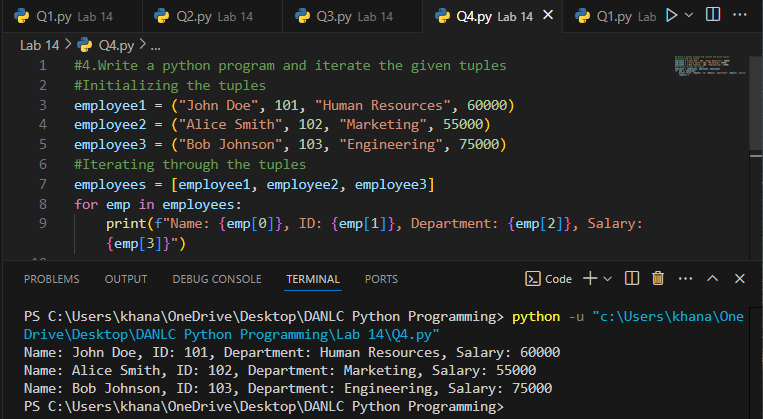 Q1.py Lab 14 Q2.py Lab 14 Q3.py Lab 14 Q4.py Lab 14 Q1.py Lab
Lab 14 > Q4.py > ...
1 #4.Write a python program and iterate the given tuples
2 #Initializing the tuples
3 employee1 = ("John Doe", 101, "Human Resources", 60000)
4 employee2 = ("Alice Smith", 102, "Marketing", 55000)
5 employee3 = ("Bob Johnson", 103, "Engineering", 75000)
6 #Iterating through the tuples
7 employees = [employee1, employee2, employee3]
8 for emp in employees:
9 print(f"Name: {emp[0]}, ID: {emp[1]}, Department: {emp[2]}, Salary:
{emp[3]}")
PROBLEMS OUTPUT DEBUG CONSOLE TERMINAL PORTS Code
PS C:\Users\khana\OneDrive\Desktop\DANLC Python Programming> python -u "c:\Users\khana\One
Drive\Desktop\DANLC Python Programming\Lab 14\Q4.py"
Name: John Doe, ID: 101, Department: Human Resources, Salary: 60000
Name: Alice Smith, ID: 102, Department: Marketing, Salary: 55000
Name: Bob Johnson, ID: 103, Department: Engineering, Salary: 75000
PS C:\Users\khana\OneDrive\Desktop\DANLC Python Programming>